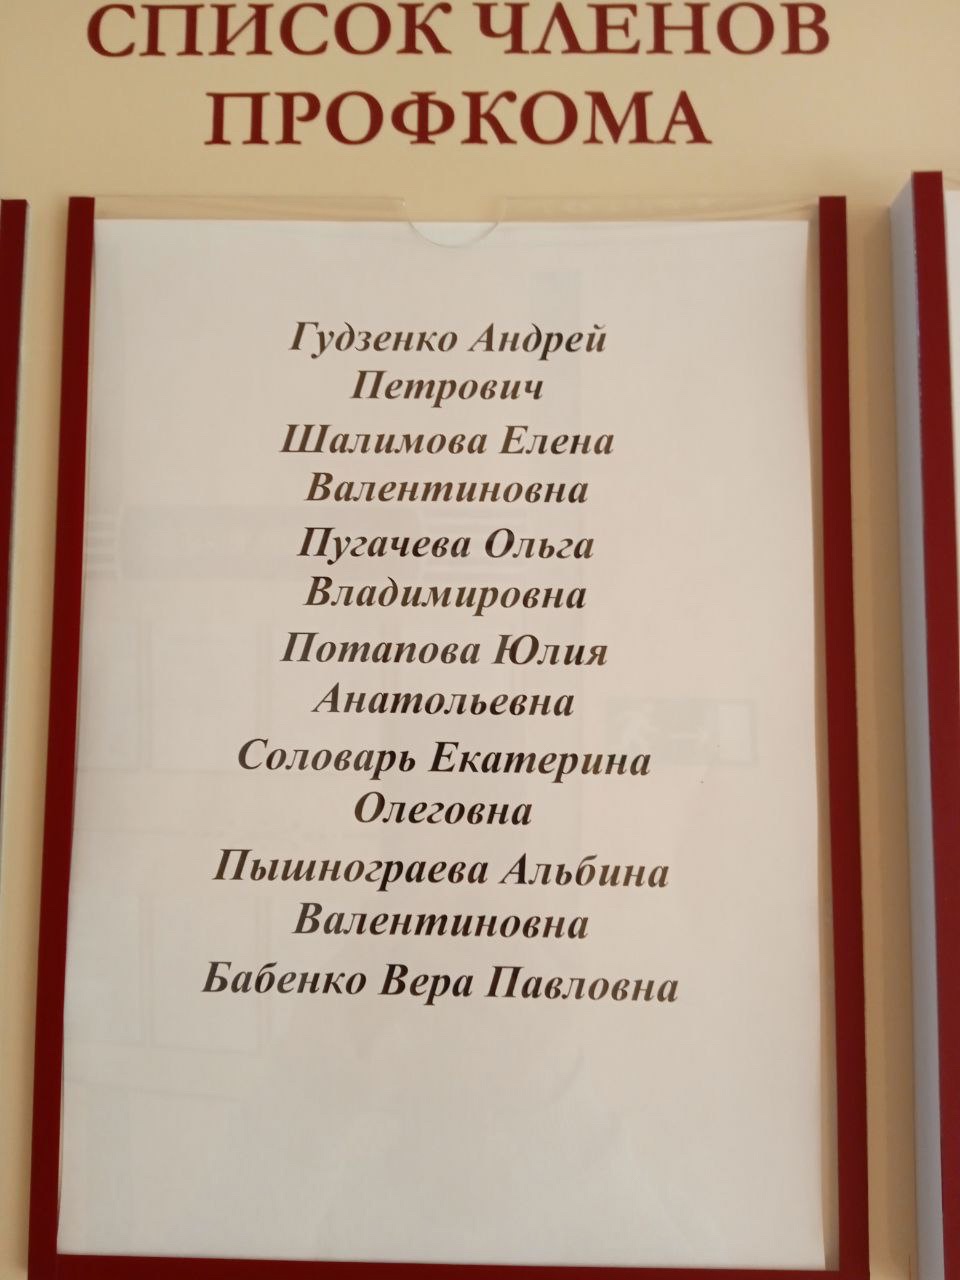 СПИСОК ЧЛЕНОВ
ПРОФКОМА
Гудзенко Андрей
Петрович
Шалимова Елена
Валентиновна
Пугачева Ольга
Владимировна
Потапова Юлия
Анатольевна
Соловарь Екатерина
Олеговна
Пышнограева Альбина
Валентиновна
Бабенко Вера Павловна